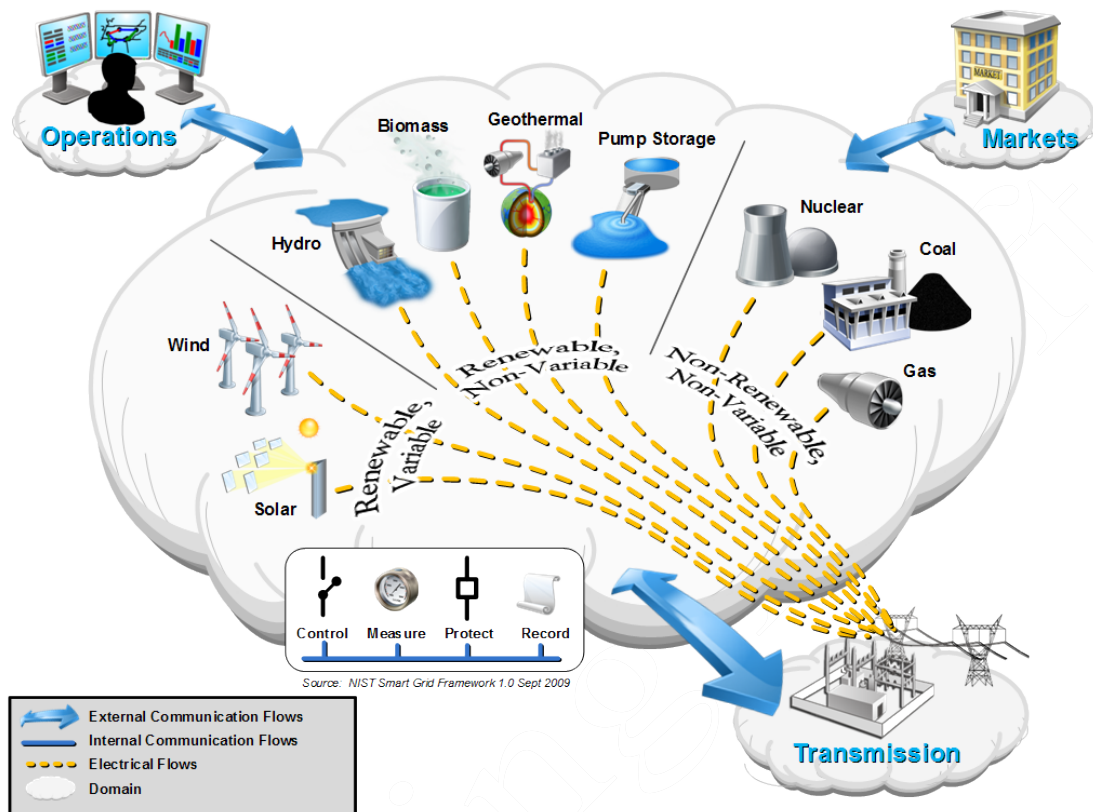 Operations
MARKET
Markets
Biomass
Geothermal
Pump Storage
Hydro
Nuclear
Coal
Gas
Wind
Solar
Renewable,
Variable
Renewable,
Non-Variable
Non-Renewable,
Non-Variable
Control Measure Protect Record
Source: NIST Smart Grid Framework 1.0 Sept 2009
External Communication Flows
Internal Communication Flows
Electrical Flows
Domain
Transmission